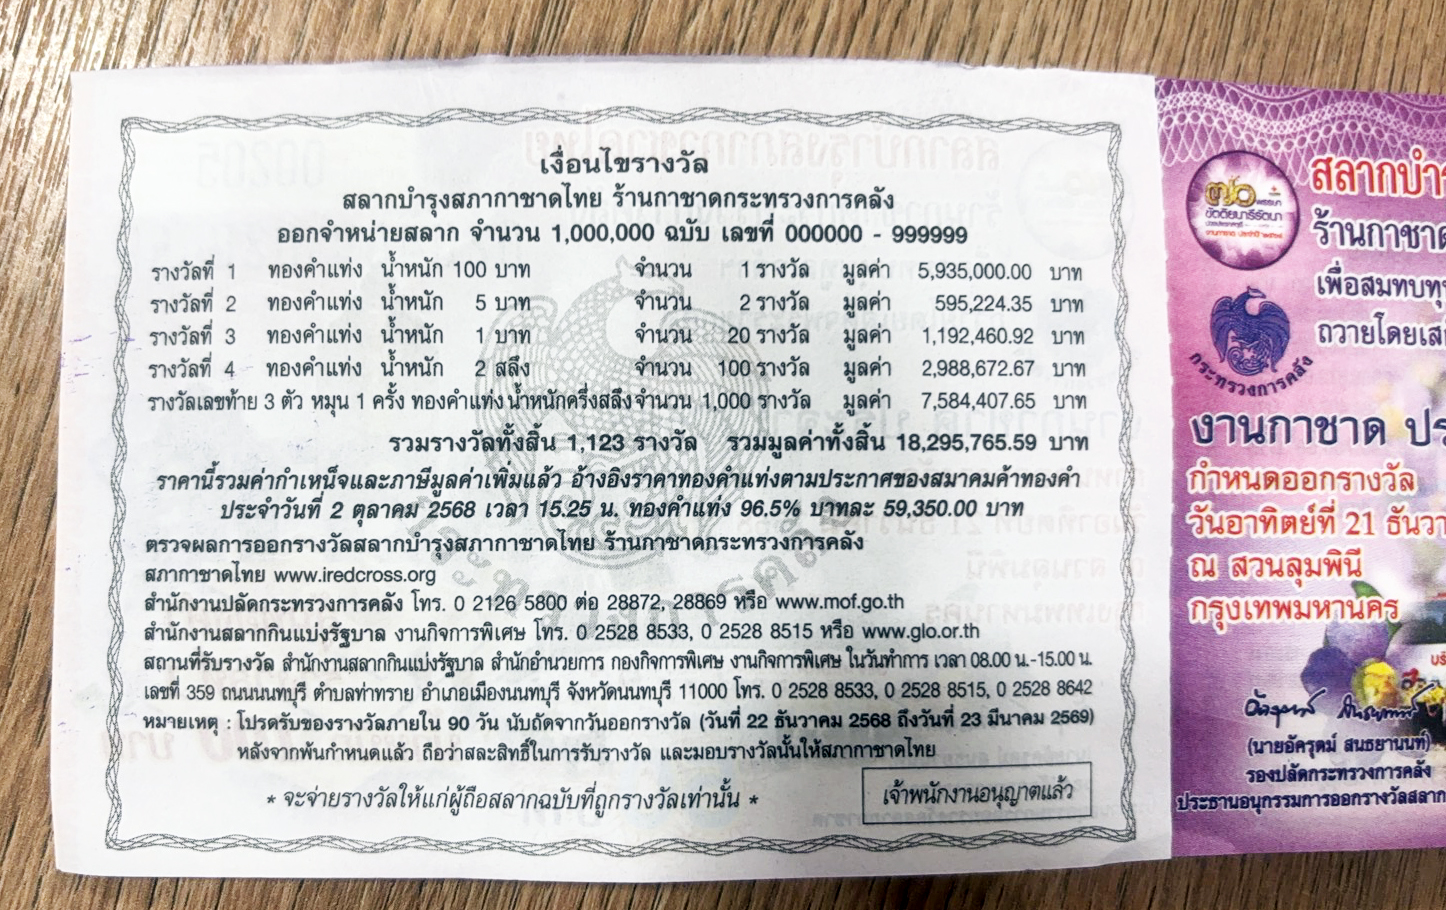 เงื่อนไขรางวัล
สลากบำรุงสภากาชาดไทย ร้านกาชาดกระทรวงการคลัง
ออกจำหน่ายสลาก จำนวน 1,000,000 ฉบับ เลขที่ 000000 - 999999
รางวัลที่ 1 ทองคำแท่ง น้ำหนัก 100 บาท จำนวน 1 รางวัล มูลค่า 5,935,000.00 บาท
รางวัลที่ 2 ทองคำแท่ง น้ำหนัก 5 บาท จำนวน 2 รางวัล มูลค่า 595,224.35 บาท
รางวัลที่ 3 ทองคำแท่ง น้ำหนัก 1 บาท จำนวน 20 รางวัล มูลค่า 1,192,460.92 บาท
รางวัลที่ 4 ทองคำแท่ง น้ำหนัก 2 สลึง จำนวน 100 รางวัล มูลค่า 2,988,672.67 บาท
รางวัลเลขท้าย 3 ตัว หมุน 1 ครั้ง ทองคำแท่งน้ำหนักครึ่งสลึง จำนวน 1,000 รางวัล มูลค่า 7,584,407.65 บาท
รวมรางวัลทั้งสิ้น 1,123 รางวัล รวมมูลค่าทั้งสิ้น 18,295,765.59 บาท
ราคานี้รวมค่ากำเหน็จและภาษีมูลค่าเพิ่มแล้ว อ้างอิงราคาทองคำแท่งตามประกาศของสมาคมค้าทองคำ
ประจำวันที่ 2 ตุลาคม 2568 เวลา 15.25 น. ทองคำแท่ง 96.5% บาทละ 59,350.00 บาท
ตรวจผลการออกรางวัลสลากบำรุงสภากาชาดไทย ร้านกาชาดกระทรวงการคลัง
สภากาชาดไทย www.iredcross.org
สำนักงานปลัดกระทรวงการคลัง โทร. 0 2126 5800 ต่อ 28872, 28869 หรือ www.mof.go.th
สำนักงานสลากกินแบ่งรัฐบาล งานกิจการพิเศษ โทร. 0 2528 8533, 0 2528 8515 หรือ www.glo.or.th
สถานที่รับรางวัล สำนักงานสลากกินแบ่งรัฐบาล สำนักอำนวยการ กองกิจการพิเศษ งานกิจการพิเศษ ในวันทำการ เวลา 08.00 น.-15.00 น.
เลขที่ 359 ถนนนนทบุรี ตำบลท่าทราย อำเภอเมืองนนทบุรี จังหวัดนนทบุรี 11000 โทร. 0 2528 8533, 0 2528 8515, 0 2528 8642
หมายเหตุ : โปรดรับของรางวัลภายใน 90 วัน นับถัดจากวันออกรางวัล (วันที่ 22 ธันวาคม 2568 ถึงวันที่ 23 มีนาคม 2569)
หลังจากพ้นกำหนดแล้ว ถือว่าสละสิทธิ์ในการรับรางวัล และมอบรางวัลนั้นให้สภากาชาดไทย
* จะจ่ายรางวัลให้แก่ผู้ถือสลากฉบับที่ถูกรางวัลเท่านั้น *
เจ้าพนักงานอนุญาตแล้ว
สลากบำรุ
ร้านกาชาด
เพื่อสมทบทุ
ถวายโดยเส
๗๐ พรรษา
ขัตติยนารีรัตนา
กระทรวงการคลัง
งานกาชาด ประ
กำหนดออกรางวัล
วันอาทิตย์ที่ 21 ธันวา
ณ สวนลุมพินี
กรุงเทพมหานคร
(นายอัครุตม์ สนธยานนท์)
รองปลัดกระทรวงการคลัง
ประธานอนุกรรมการออกรางวัลสลาก